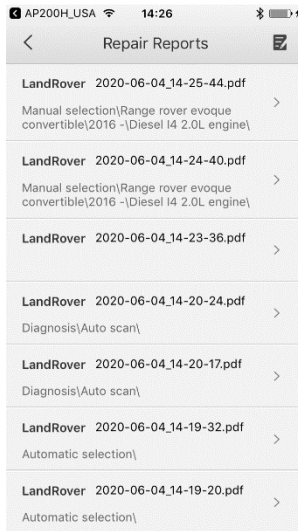 AP200H_USA 14:26
Repair Reports
LandRover 2020-06-04_14-25-44.pdf
Manual selection\Range rover evoque
convertible\2016 -\Diesel I4 2.0L engine\
LandRover 2020-06-04_14-24-40.pdf
Manual selection\Range rover evoque
convertible\2016 -\Diesel I4 2.0L engine\
LandRover 2020-06-04_14-23-36.pdf
LandRover 2020-06-04_14-20-24.pdf
Diagnosis\Auto scan\
LandRover 2020-06-04_14-20-17.pdf
Diagnosis\Auto scan\
LandRover 2020-06-04_14-19-32.pdf
Automatic selection\
LandRover 2020-06-04_14-19-20.pdf
Automatic selection\